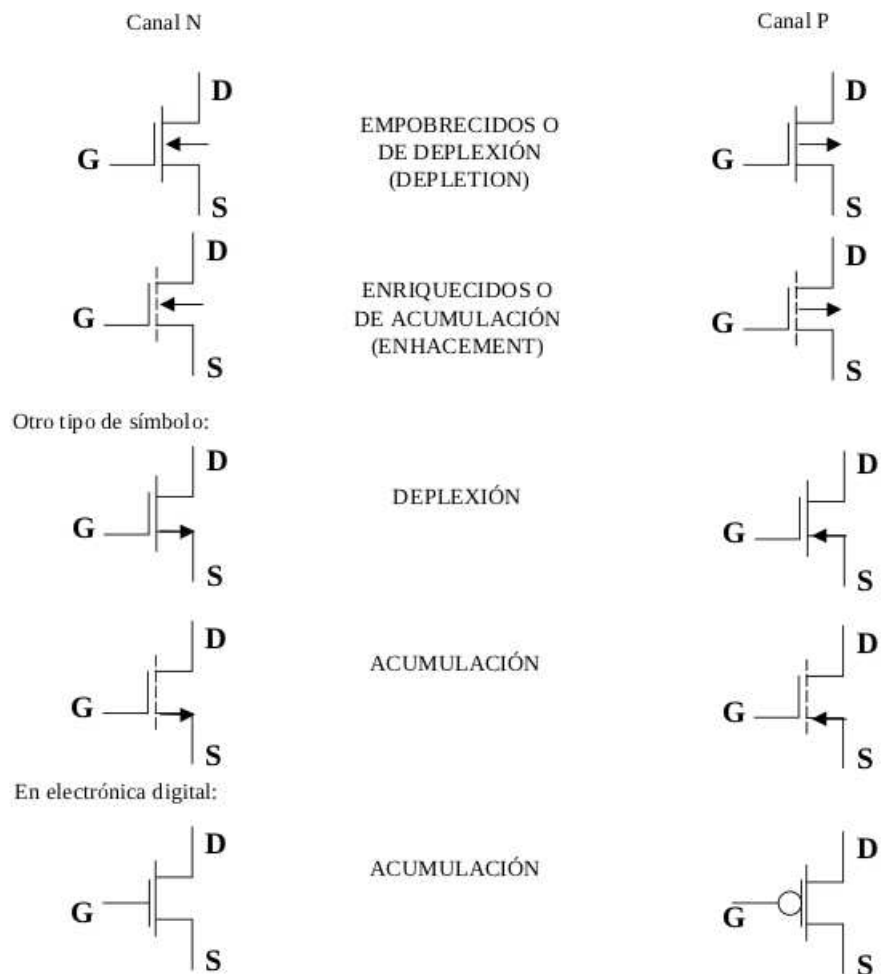 Canal N
Canal P
D
G
S
EMPOBRECIDOS O
DE DEPLEXIÓN
(DEPLETION)
D
G
S
D
G
S
ENRIQUECIDOS O
DE ACUMULACIÓN
(ENHACEMENT)
D
G
S
Otro tipo de símbolo:
D
G
S
DEPLEXIÓN
D
G
S
D
G
S
ACUMULACIÓN
D
G
S
En electrónica digital:
D
G
S
ACUMULACIÓN
D
G
S